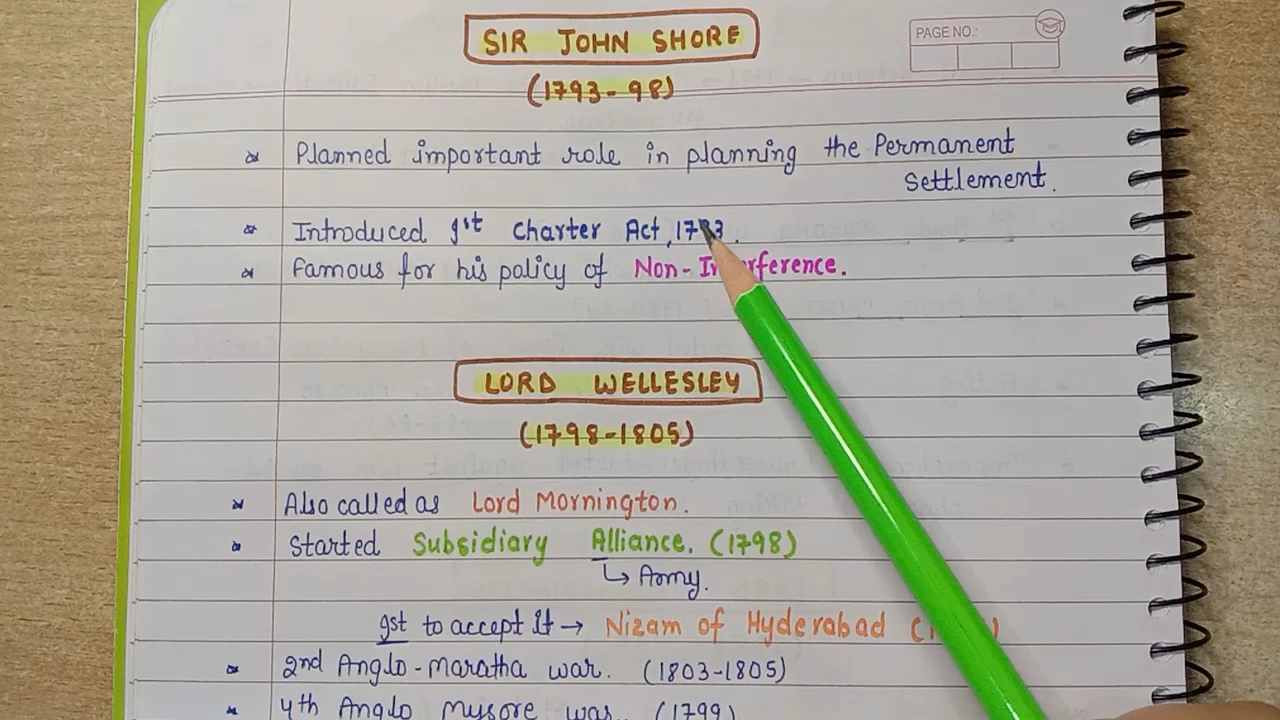 SIR JOHN SHORE
PAGE NO.:
(1793-98)
Planned important role in planning the Permanent
Settlement.
Introduced 1st Charter Act, 1793.
Famous for his policy of Non-Interference.
LORD WELLESLEY
(1798-1805)
Also called as Lord Mornington.
Started Subsidiary Alliance. (1798)
↳ Army.
1st to accept it → Nizam of Hyderabad
2nd Anglo-Maratha war. (1803-1805)
4th Anglo Mysore war. (1799)